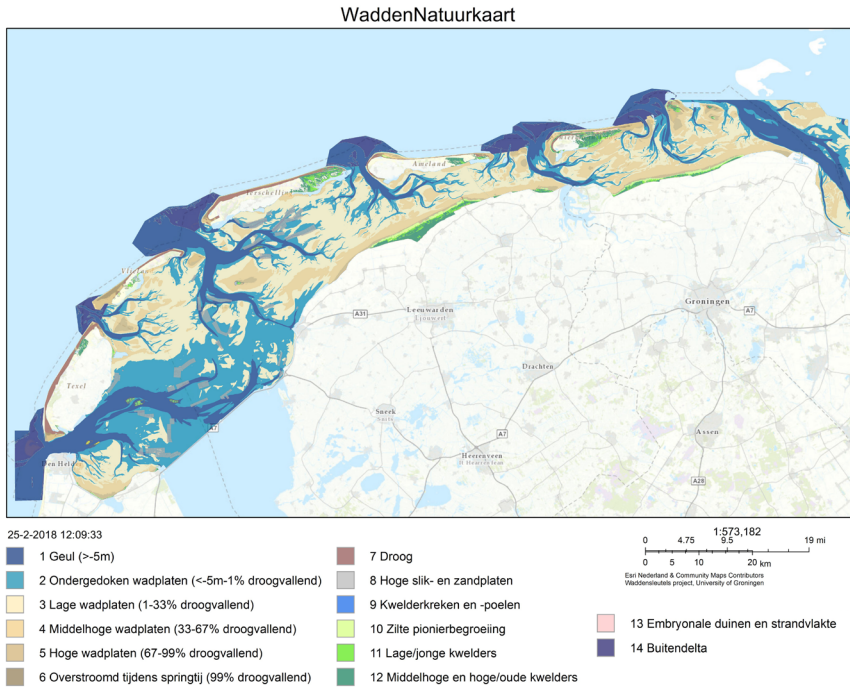 WaddenNatuurkaart
Ameland
Terschelling
Vlieland
Texel
Den Held
A31
Leeuwarden
Ljouwert
Groningen
A7
Drachten
Sneek
A7
A7
Heerenveen
Assen
A28
25-2-2018 12:09:33
1 Geul (>-5m)
2 Ondergedoken wadplaten (<-5m-1% droogvallend)
3 Lage wadplaten (1-33% droogvallend)
4 Middelhoge wadplaten (33-67% droogvallend)
5 Hoge wadplaten (67-99% droogvallend)
6 Overstroomd tijdens springtij (99% droogvallend)
7 Droog
8 Hoge slik- en zandplaten
9 Kwelderkreken en -poelen
10 Zilte pionierbegroeiing
11 Lage/jonge kwelders
12 Middelhoge en hoge/oude kwelders
1:573,182
0 4.75 9.5 19 mi
0 5 10 20 km
Esri Nederland & Community Maps Contributors
Waddensleutels project, University of Groningen
13 Embryonale duinen en strandvlakte
14 Buitendelta